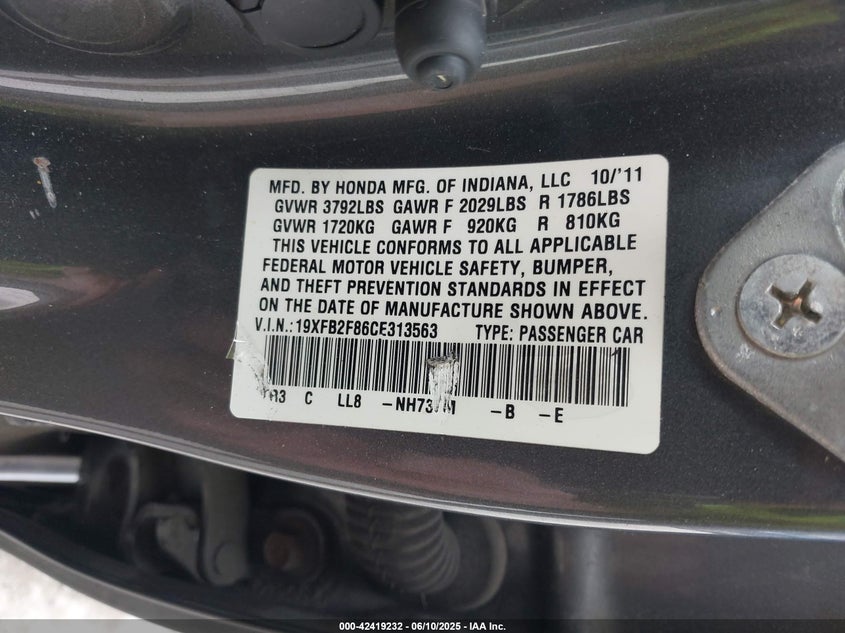 MFD. BY HONDA MFG. OF INDIANA, LLC 10/'11
GVWR 3792LBS GAWR F 2029LBS R 1786LBS
GVWR 1720KG GAWR F 920KG R 810KG
THIS VEHICLE CONFORMS TO ALL APPLICABLE
FEDERAL MOTOR VEHICLE SAFETY, BUMPER,
AND THEFT PREVENTION STANDARDS IN EFFECT
ON THE DATE OF MANUFACTURE SHOWN ABOVE.
V.I.N.:19XFB2F86CE313563 TYPE: PASSENGER CAR
C LL8 -B -E
000-42419232 - 06/10/2025 - IAA Inc.